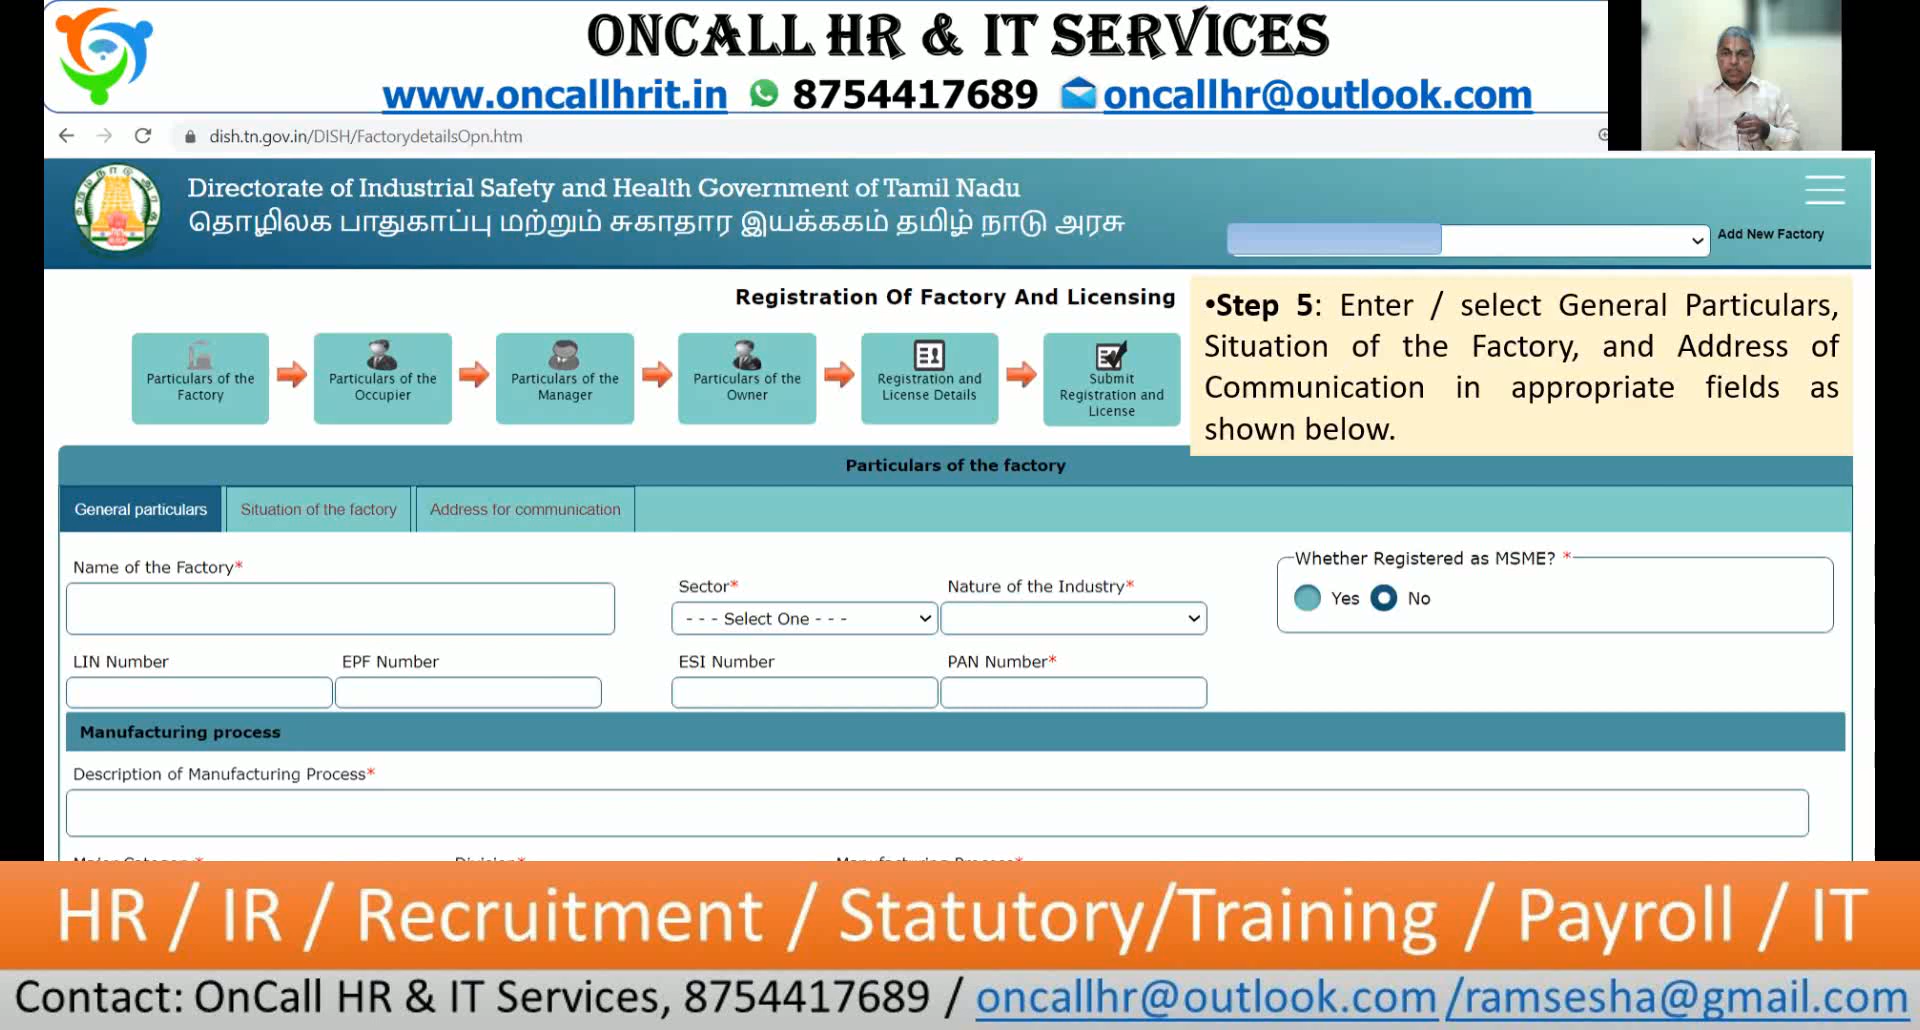 ONCALL HR & IT SERVICES
www.oncallhrit.in 8754417689 oncallhr@outlook.com
dish.tn.gov.in/DISH/FactorydetailsOpn.htm
Directorate of Industrial Safety and Health Government of Tamil Nadu
தொழிலக பாதுகாப்பு மற்றும் சுகாதார இயக்ககம் தமிழ் நாடு அரசு
Add New Factory
Registration Of Factory And Licensing
•Step 5: Enter / select General Particulars,
Situation of the Factory, and Address of
Communication in appropriate fields as
shown below.
Particulars of the Factory
Particulars of the Occupier
Particulars of the Manager
Particulars of the Owner
Registration and License Details
Submit Registration and License
Particulars of the factory
General particulars Situation of the factory Address for communication
Name of the Factory*
Sector* Nature of the Industry*
Whether Registered as MSME? *
- - - Select One - - -
Yes No
LIN Number EPF Number ESI Number PAN Number*
Manufacturing process
Description of Manufacturing Process*
Major Category * Division* Manufacturing Process*
HR / IR / Recruitment / Statutory/Training / Payroll / IT
Contact: OnCall HR & IT Services, 8754417689 / oncallhr@outlook.com /ramsesha@gmail.com